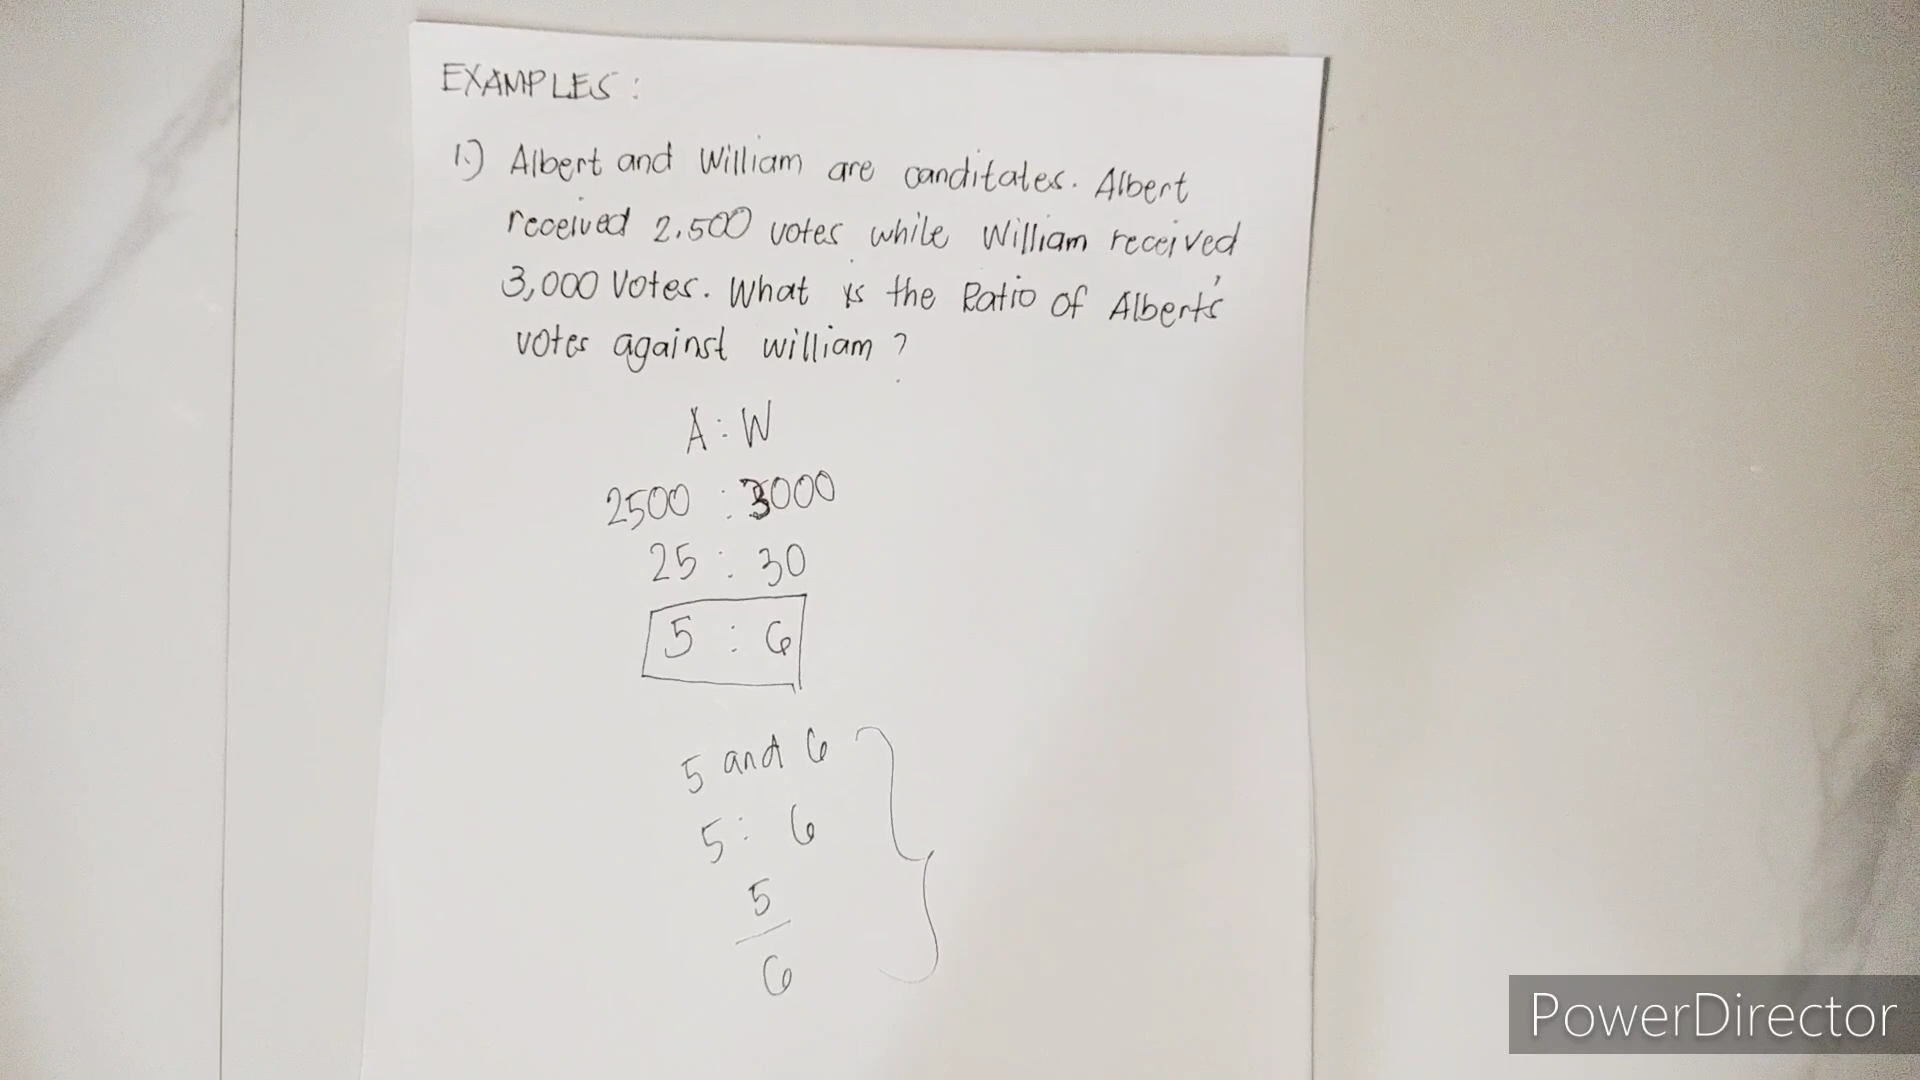 EXAMPLES:
1.) Albert and William are canditates. Albert
received 2,500 votes while William received
3,000 Votes. What is the Ratio of Albert's
votes against william ?
A : W
2500 : 3000
25 : 30
5 : 6
5 and 6
5 : 6
5
6
PowerDirector